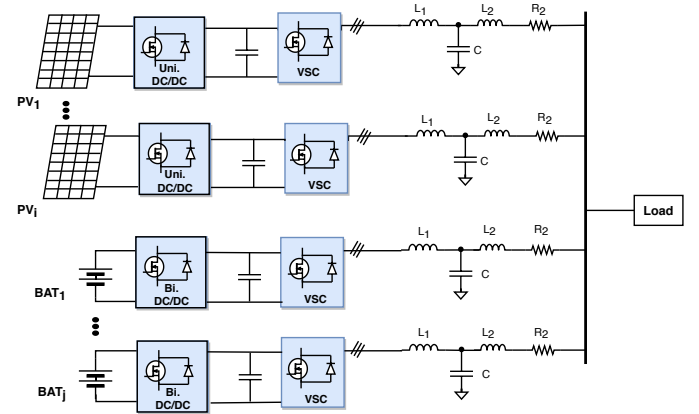 L1 L2 R2
C
Uni.
DC/DC
VSC
PV1
L1 L2 R2
C
Uni.
DC/DC
VSC
PVi
Load
L1 L2 R2
C
Bi.
DC/DC
VSC
BAT1
L1 L2 R2
C
Bi.
DC/DC
VSC
BATj